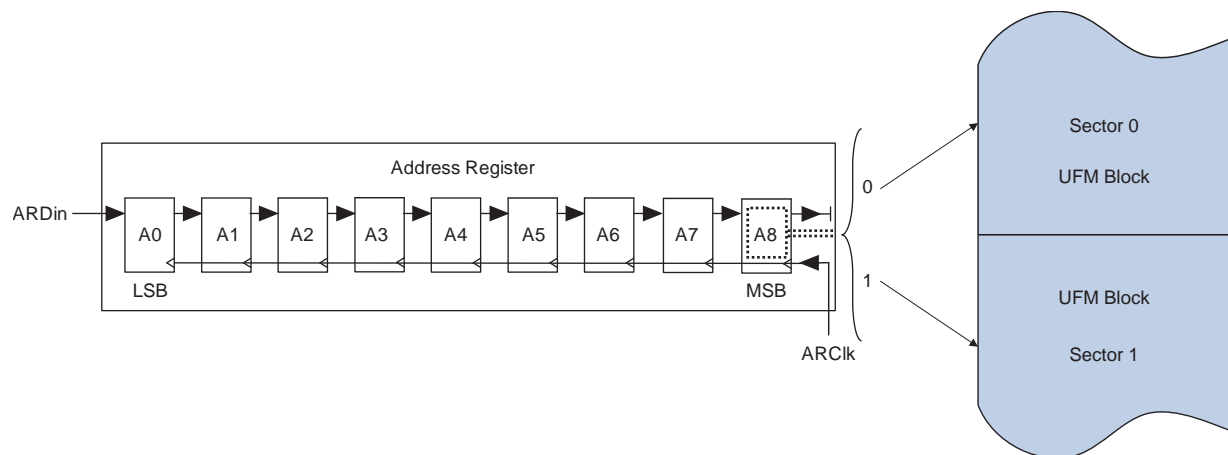 Sector 0
UFM Block
Address Register
0
ARDin
A0 A1 A2 A3 A4 A5 A6 A7 A8
LSB MSB
1
UFM Block
Sector 1
ARClk